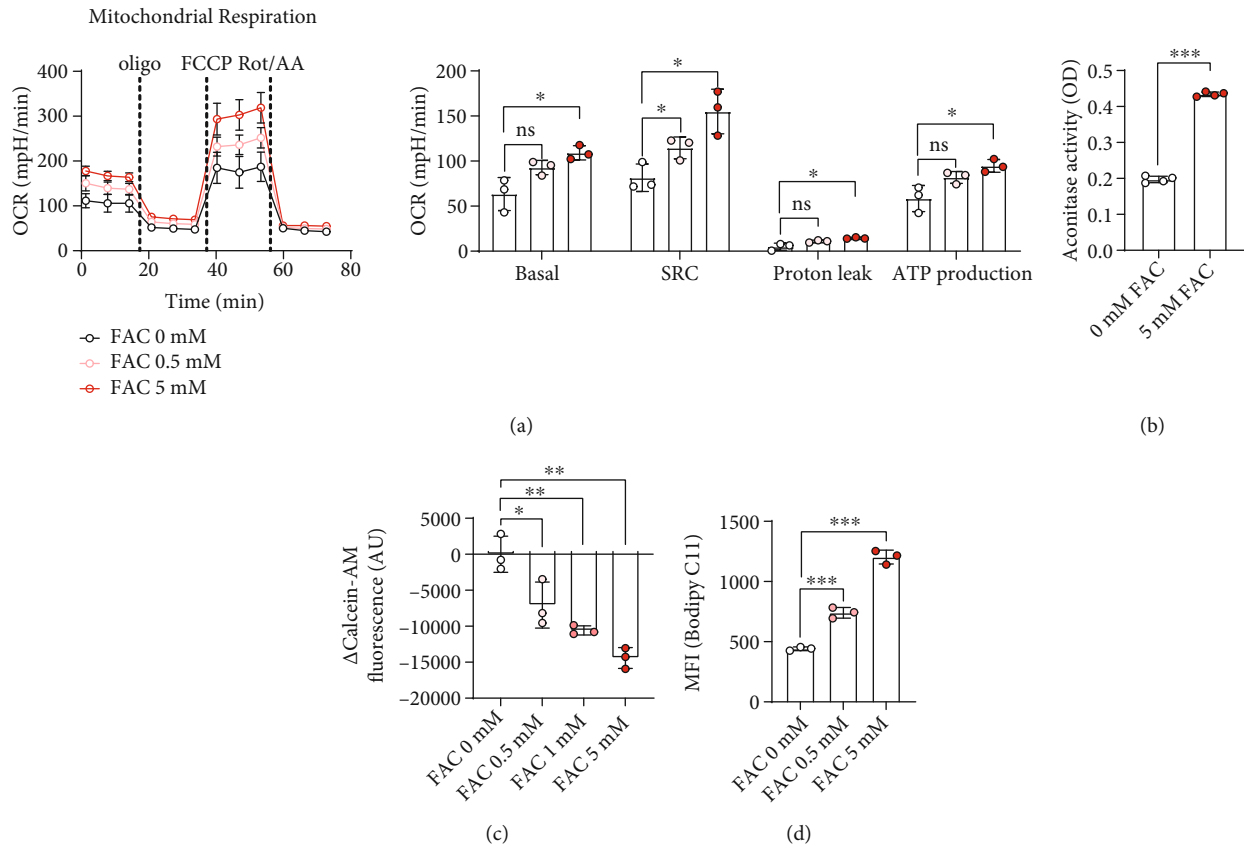 Mitochondrial Respiration
oligo FCCP Rot/AA
400
300
200
100
0
OCR (mpH/min)
0 20 40 60 80
Time (min)
FAC 0 mM
FAC 0.5 mM
FAC 5 mM
200
150
100
50
0
OCR (mpH/min)
* ns
* *
* ns
* ns
Basal SRC Proton leak ATP production
(a)
0.5
0.4
0.3
0.2
0.1
0.0
Aconitase activity (OD)
***
0 mM FAC
5 mM FAC
(b)
5000
0
−5000
−10000
−15000
−20000
ΔCalcein-AM
fluorescence (AU)
**
**
*
FAC 0 mM
FAC 0.5 mM
FAC 1 mM
FAC 5 mM
(c)
1500
1000
500
0
MFI (Bodipy C11)
***
***
FAC 0 mM
FAC 0.5 mM
FAC 5 mM
(d)